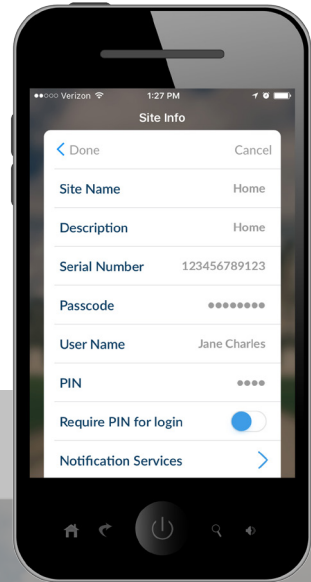 Verizon 1:27 PM
Site Info
Done Cancel
Site Name Home
Description Home
Serial Number 123456789123
Passcode ●●●●●●●●
User Name Jane Charles
PIN ●●●●
Require PIN for login
Notification Services